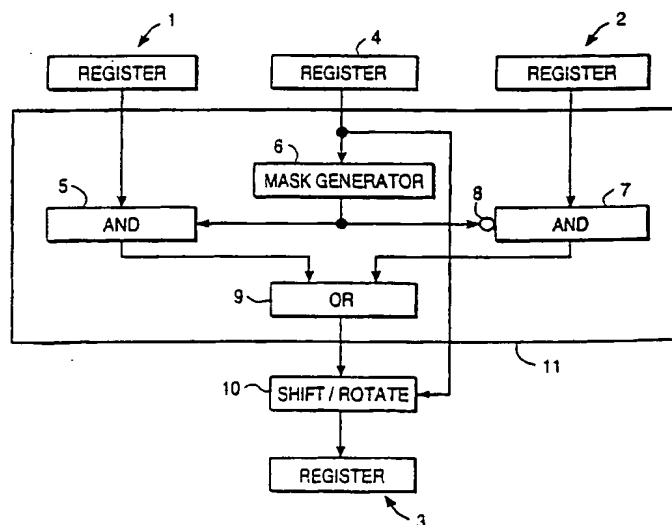 1
4
2
REGISTER
REGISTER
REGISTER
6
MASK GENERATOR
5
8
7
AND
AND
9
OR
11
10
SHIFT / ROTATE
REGISTER
3